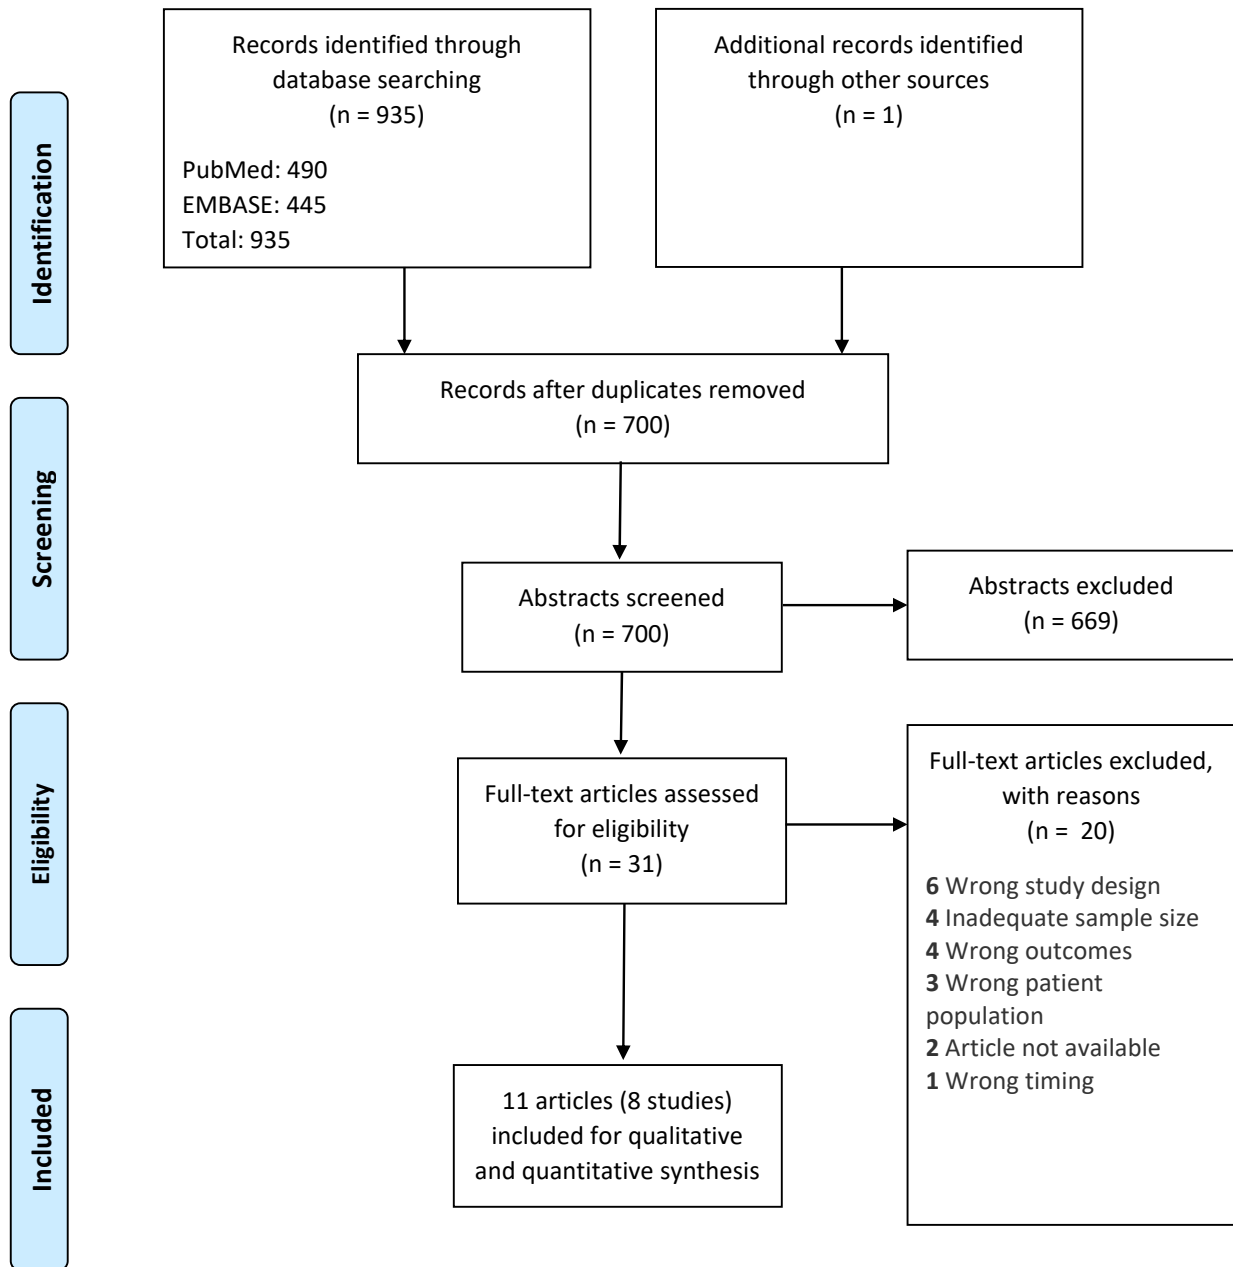 Records identified through
database searching
(n = 935)
PubMed: 490
EMBASE: 445
Total: 935
Additional records identified
through other sources
(n = 1)
Identification
Records after duplicates removed
(n = 700)
Screening
Abstracts screened
(n = 700)
Abstracts excluded
(n = 669)
Eligibility
Full-text articles assessed
for eligibility
(n = 31)
Full-text articles excluded,
with reasons
(n =  20)
6 Wrong study design
4 Inadequate sample size
4 Wrong outcomes
3 Wrong patient
population
2 Article not available
1 Wrong timing
Included
11 articles (8 studies)
included for qualitative
and quantitative synthesis